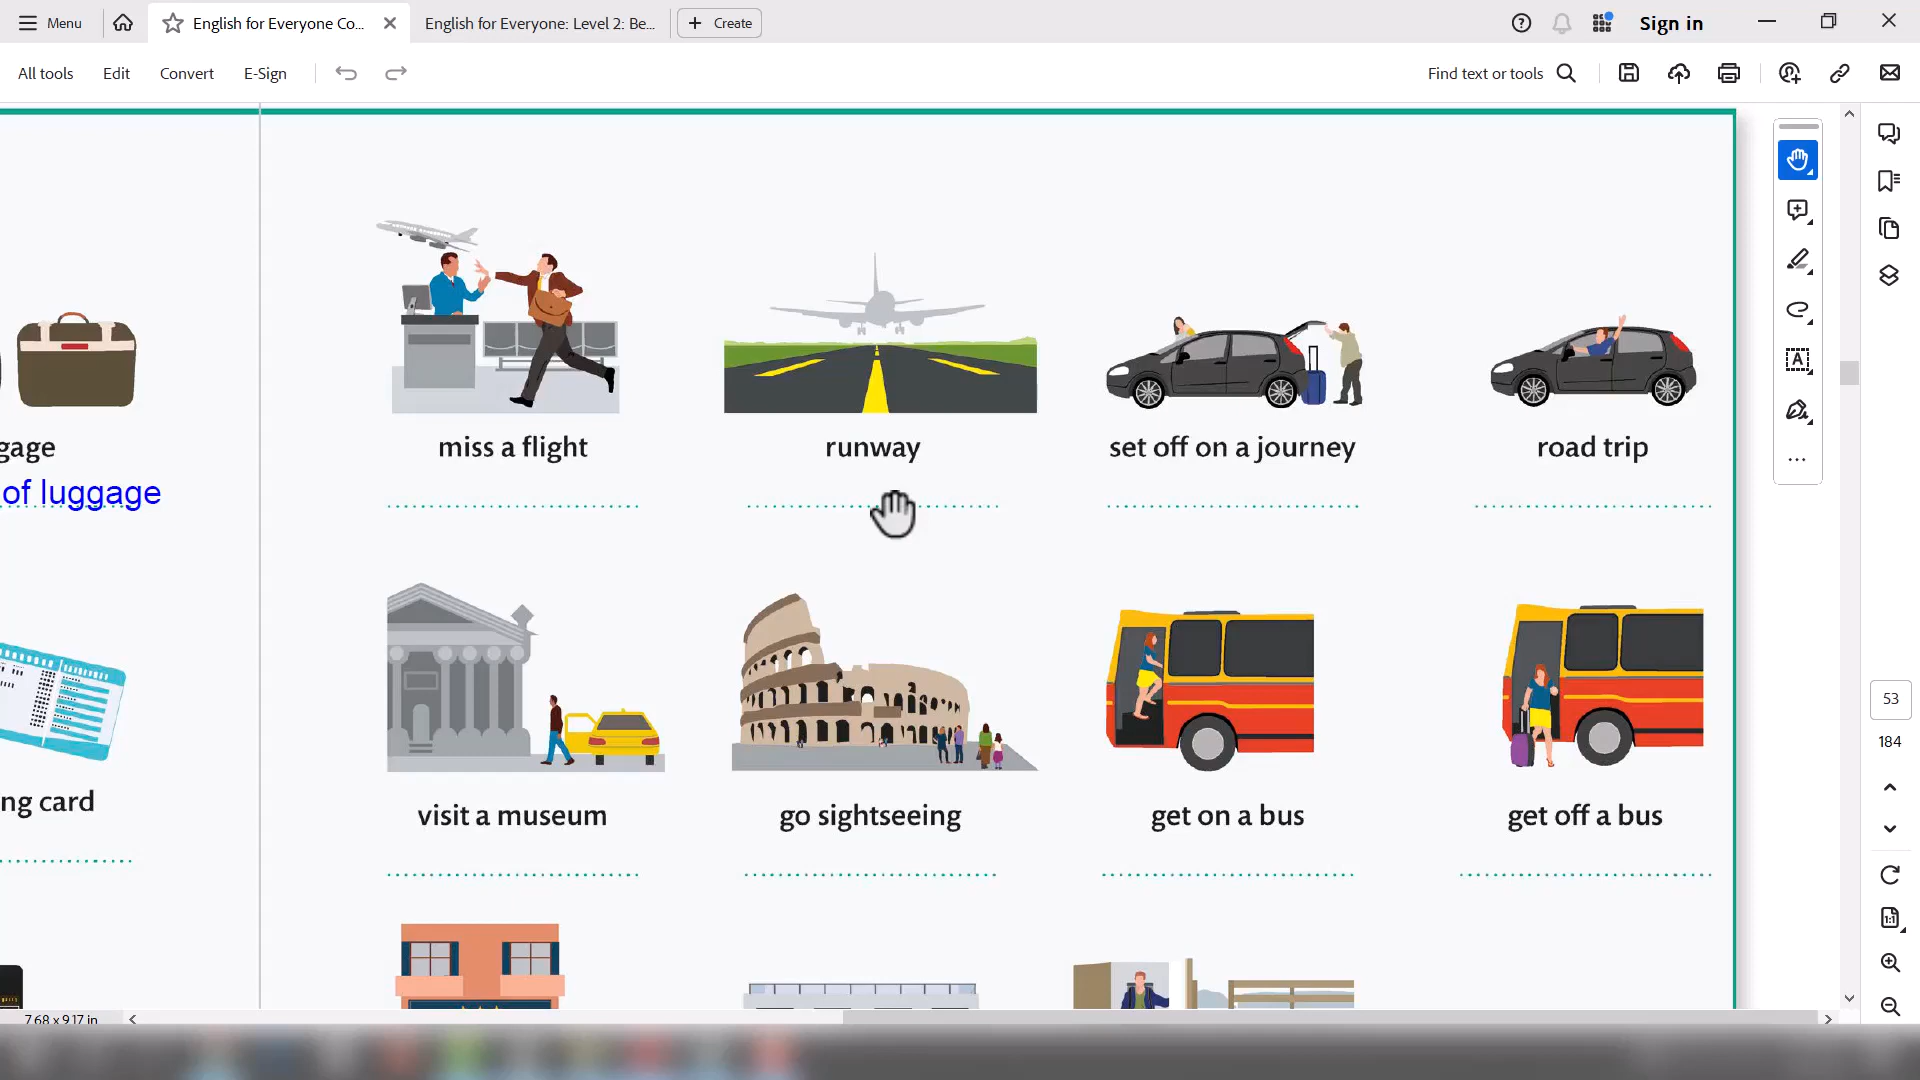 Menu
English for Everyone Co...
English for Everyone: Level 2: Be...
Create
Sign in
All tools
Edit
Convert
E-Sign
Find text or tools
gage
of luggage
miss a flight
runway
set off on a journey
road trip
ng card
visit a museum
go sightseeing
get on a bus
get off a bus
53
184
7.68 x 9.17 in